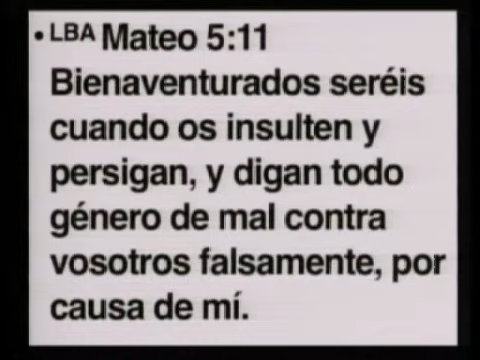 • LBA Mateo 5:11
Bienaventurados seréis
cuando os insulten y
persigan, y digan todo
género de mal contra
vosotros falsamente, por
causa de mí.